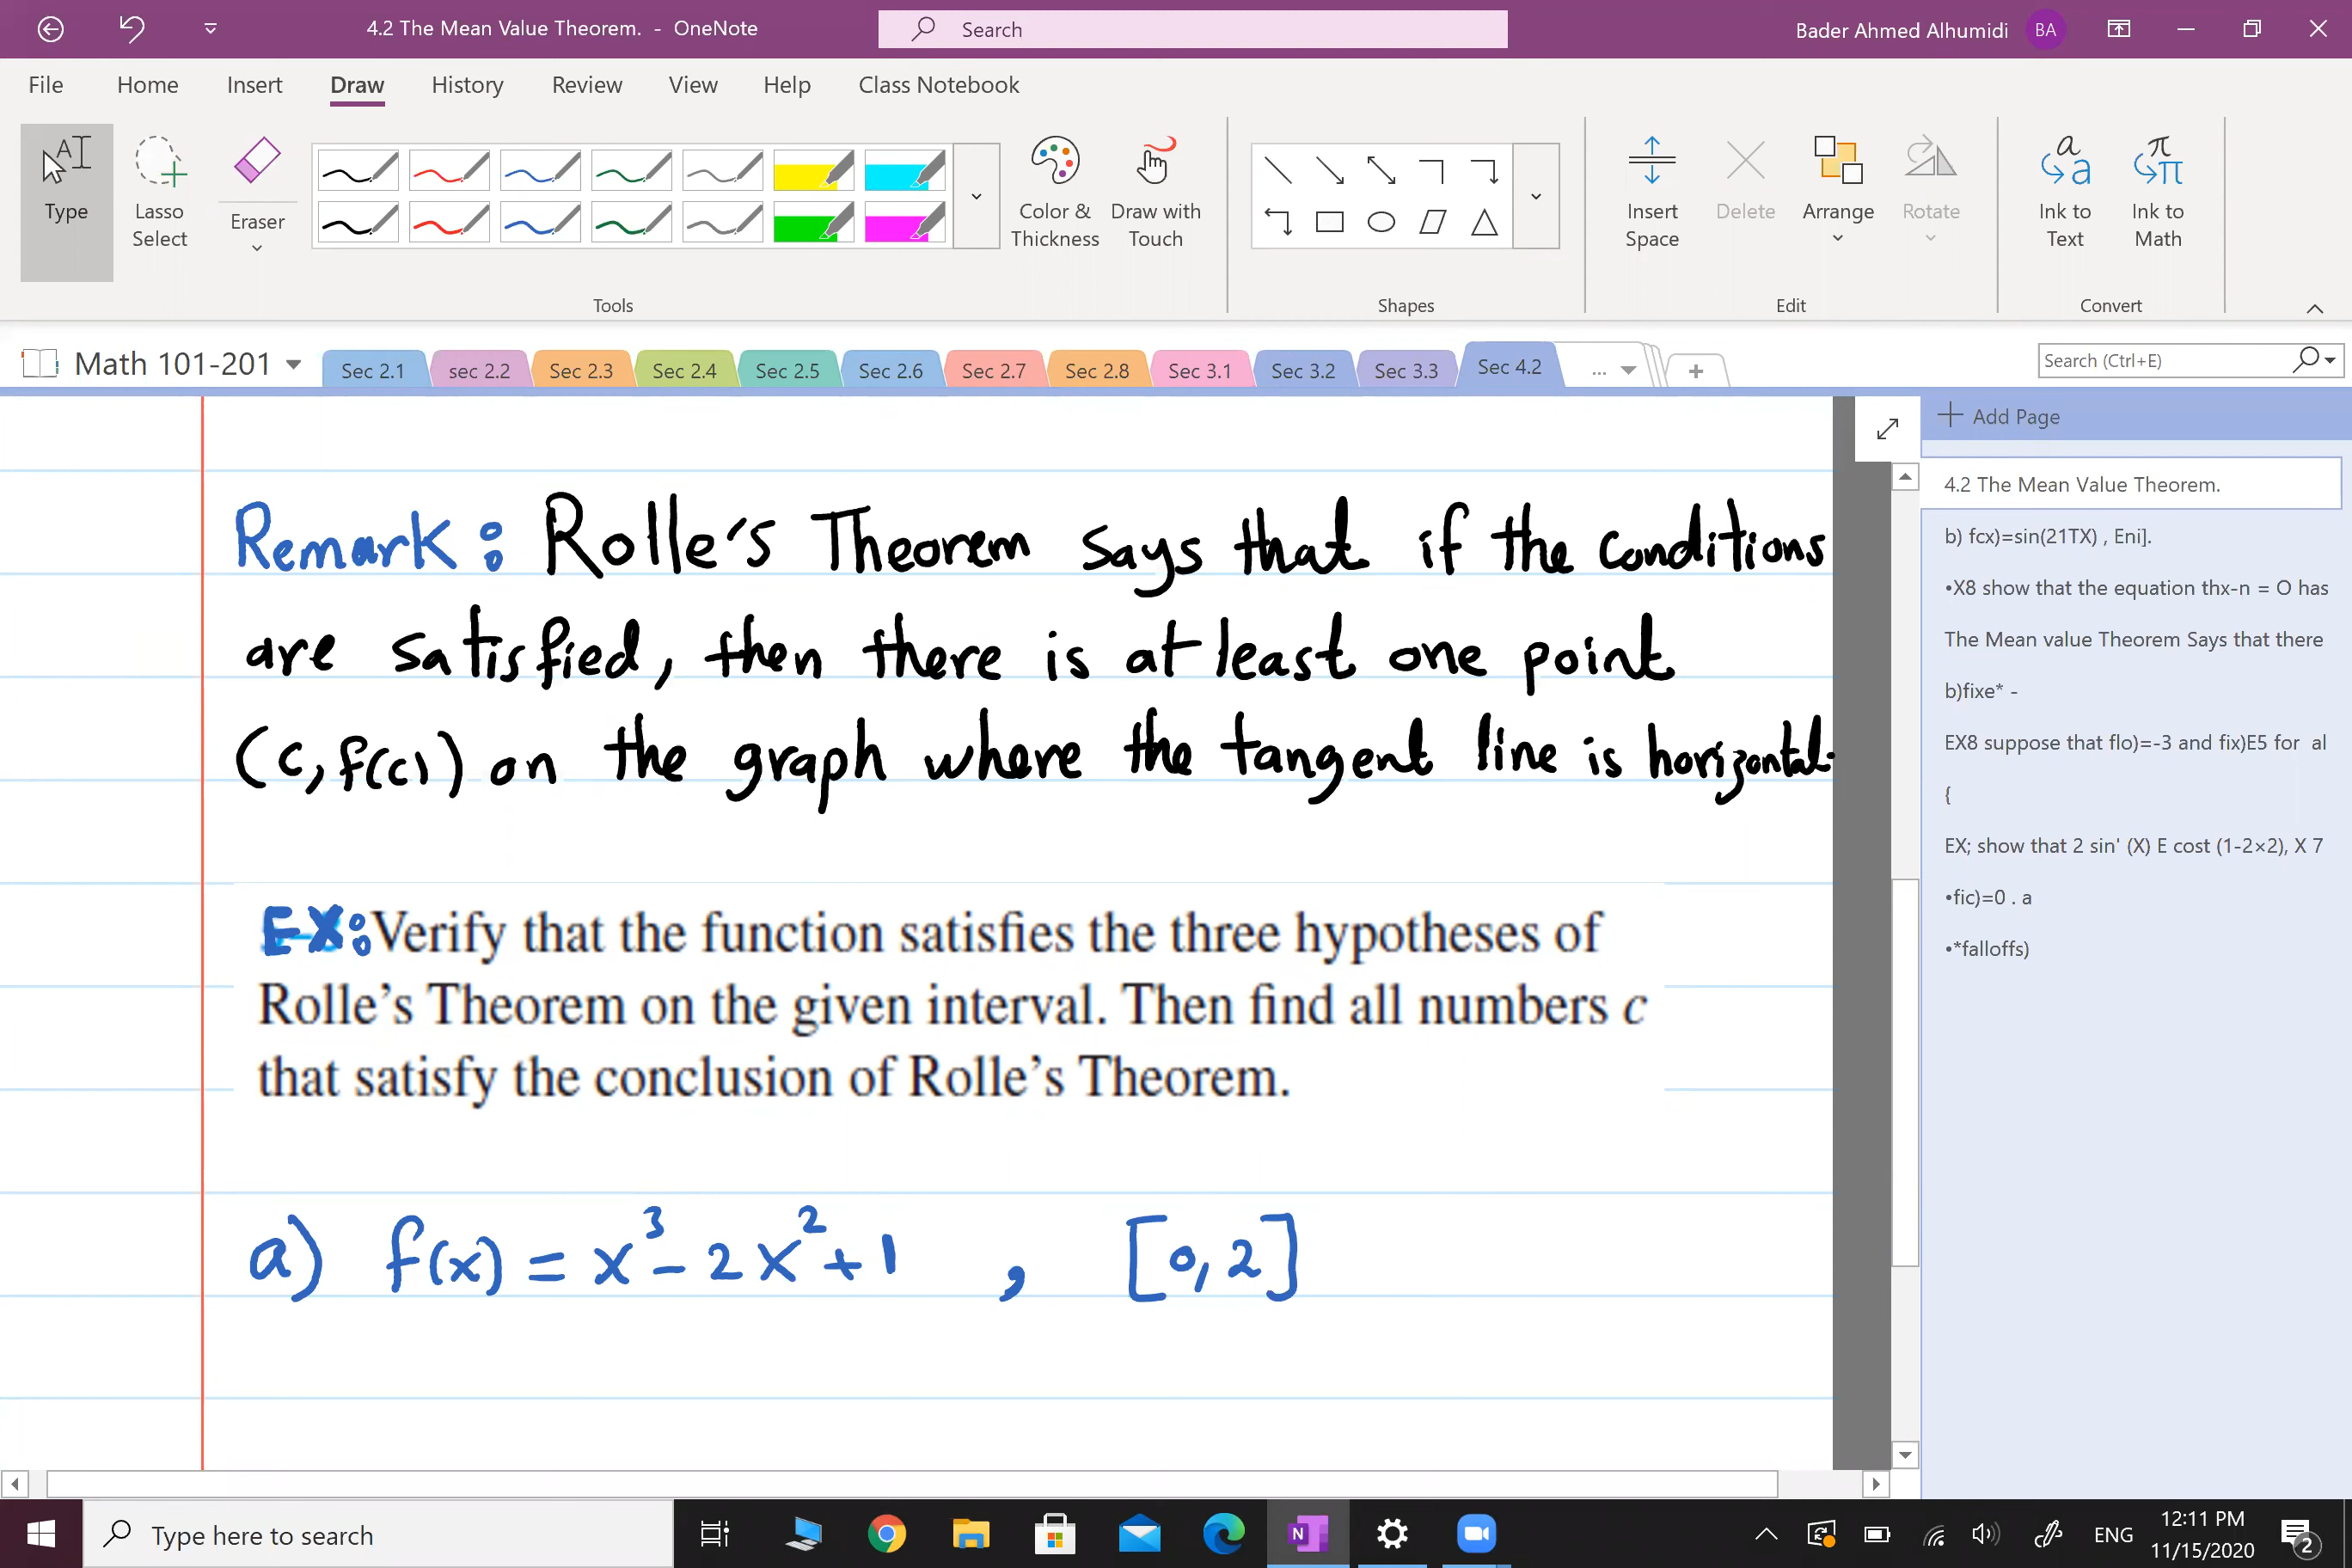 4.2 The Mean Value Theorem. - OneNote
Search
Bader Ahmed Alhumidi
BA
File Home Insert Draw History Review View Help Class Notebook
Type
Lasso Select
Eraser
Color & Thickness
Draw with Touch
Insert Space
Delete
Arrange
Rotate
Ink to Text
Ink to Math
Tools
Shapes
Edit
Convert
Math 101-201
Sec 2.1 sec 2.2 Sec 2.3 Sec 2.4 Sec 2.5 Sec 2.6 Sec 2.7 Sec 2.8 Sec 3.1 Sec 3.2 Sec 3.3 Sec 4.2 ... +
Search (Ctrl+E)
Remark: Rolle's Theorem says that if the conditions
are satisfied, then there is at least one point
(c, f(c)) on the graph where the tangent line is horizontal.
EX: Verify that the function satisfies the three hypotheses of
Rolle's Theorem on the given interval. Then find all numbers c
that satisfy the conclusion of Rolle's Theorem.
a) f(x) = x³ - 2x² + 1 , [0, 2]
Add Page
4.2 The Mean Value Theorem.
b) fcx)=sin(21TX) , Eni].
•X8 show that the equation thx-n = O has
The Mean value Theorem Says that there
b)fixe* -
EX8 suppose that flo)=-3 and fix)E5 for al
{
EX; show that 2 sin' (X) E cost (1-2×2), X 7
•fic)=0 . a
•*falloffs)
Type here to search
ENG
12:11 PM
11/15/2020
2